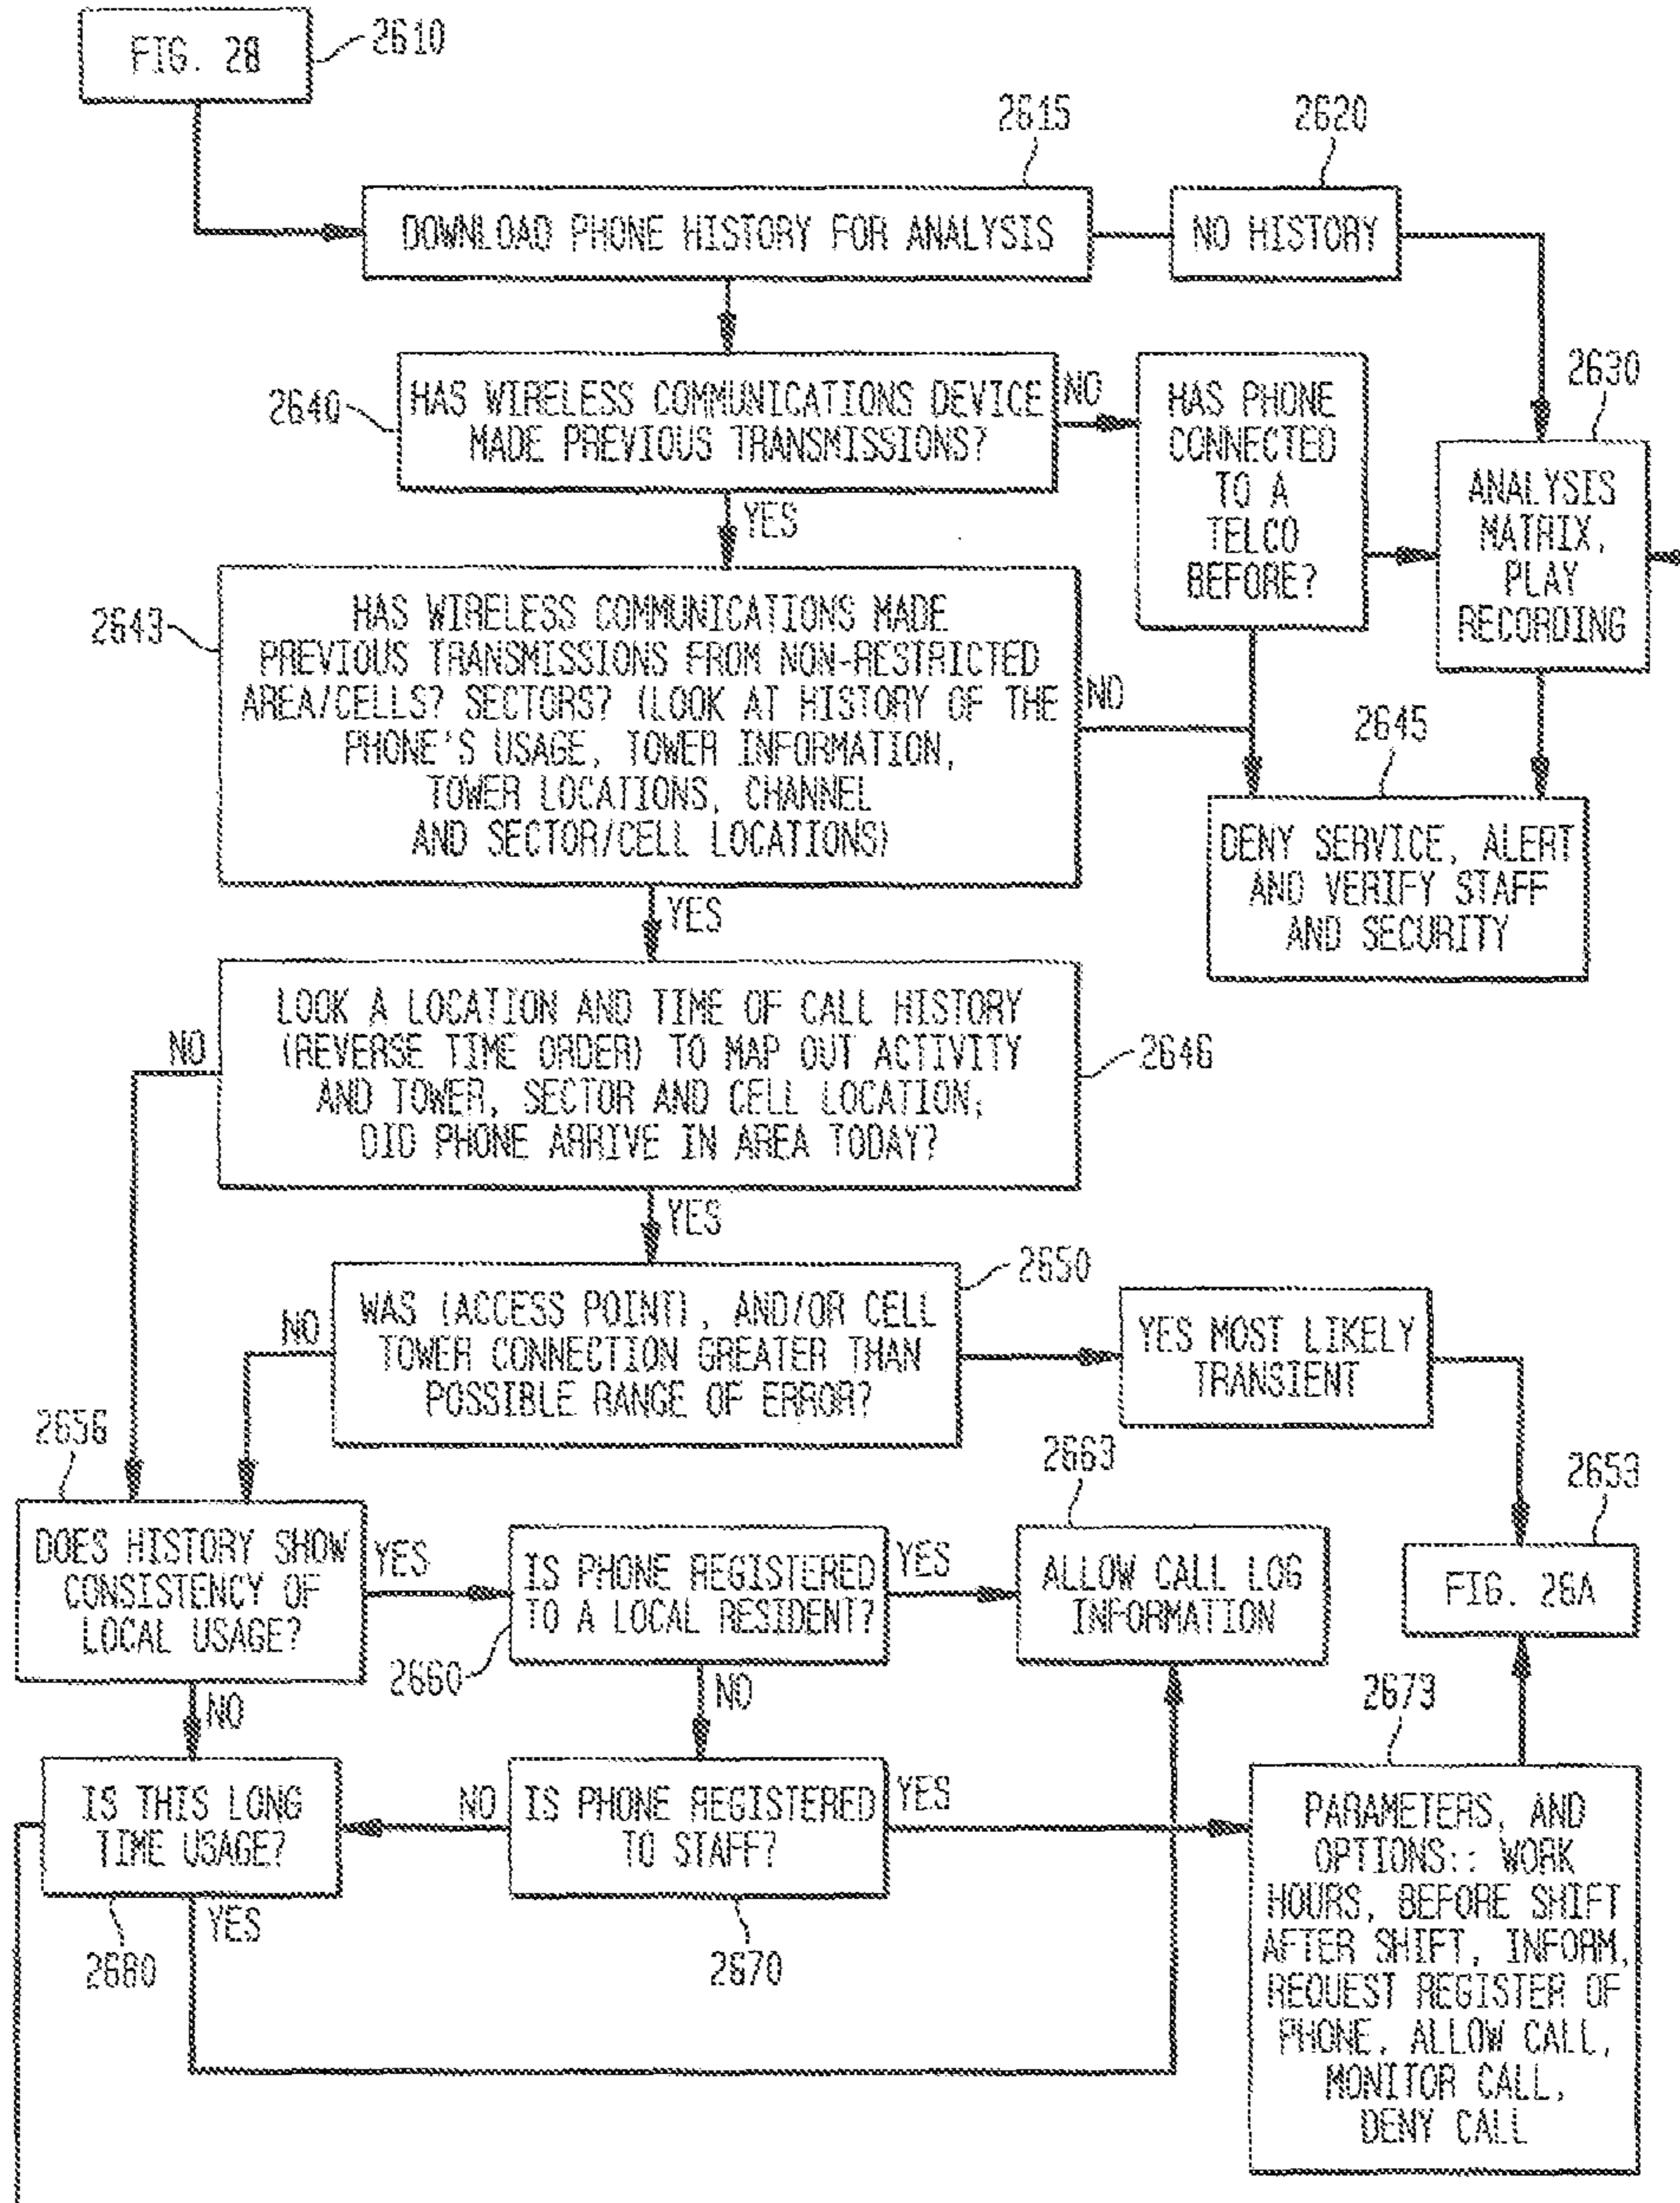 FIG. 28
2610
2615
2620
DOWNLOAD PHONE HISTORY FOR ANALYSIS
NO HISTORY
2640
HAS WIRELESS COMMUNICATIONS DEVICE
MADE PREVIOUS TRANSMISSIONS?
NO
HAS PHONE
CONNECTED
TO A
TELCO
BEFORE?
2630
ANALYSIS
MATRIX,
PLAY
RECORDING
YES
2643
HAS WIRELESS COMMUNICATIONS MADE
PREVIOUS TRANSMISSIONS FROM NON-RESTRICTED
AREA/CELLS? SECTORS? (LOOK AT HISTORY OF THE
PHONE'S USAGE, TOWER INFORMATION,
TOWER LOCATIONS, CHANNEL
AND SECTOR/CELL LOCATIONS)
NO
2645
DENY SERVICE, ALERT
AND VERIFY STAFF
AND SECURITY
YES
NO
LOOK A LOCATION AND TIME OF CALL HISTORY
(REVERSE TIME ORDER) TO MAP OUT ACTIVITY
AND TOWER, SECTOR AND CELL LOCATION;
DID PHONE ARRIVE IN AREA TODAY?
2646
YES
2650
NO
WAS (ACCESS POINT), AND/OR CELL
TOWER CONNECTION GREATER THAN
POSSIBLE RANGE OF ERROR?
YES MOST LIKELY
TRANSIENT
2656
DOES HISTORY SHOW
CONSISTENCY OF
LOCAL USAGE?
YES
IS PHONE REGISTERED
TO A LOCAL RESIDENT?
2660
YES
2663
ALLOW CALL LOG
INFORMATION
2653
FIG. 26A
NO
NO
2673
IS THIS LONG
TIME USAGE?
2680
YES
NO
IS PHONE REGISTERED
TO STAFF?
2670
YES
PARAMETERS, AND
OPTIONS:: WORK
HOURS, BEFORE SHIFT
AFTER SHIFT, INFORM,
REQUEST REGISTER OF
PHONE, ALLOW CALL,
MONITOR CALL,
DENY CALL